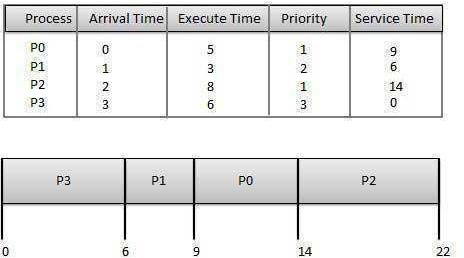 Process Arrival Time Execute Time Priority Service Time
P0 0 5 1 9
P1 1 3 2 6
P2 2 8 1 14
P3 3 6 3 0
P3 P1 P0 P2
0 6 9 14 22